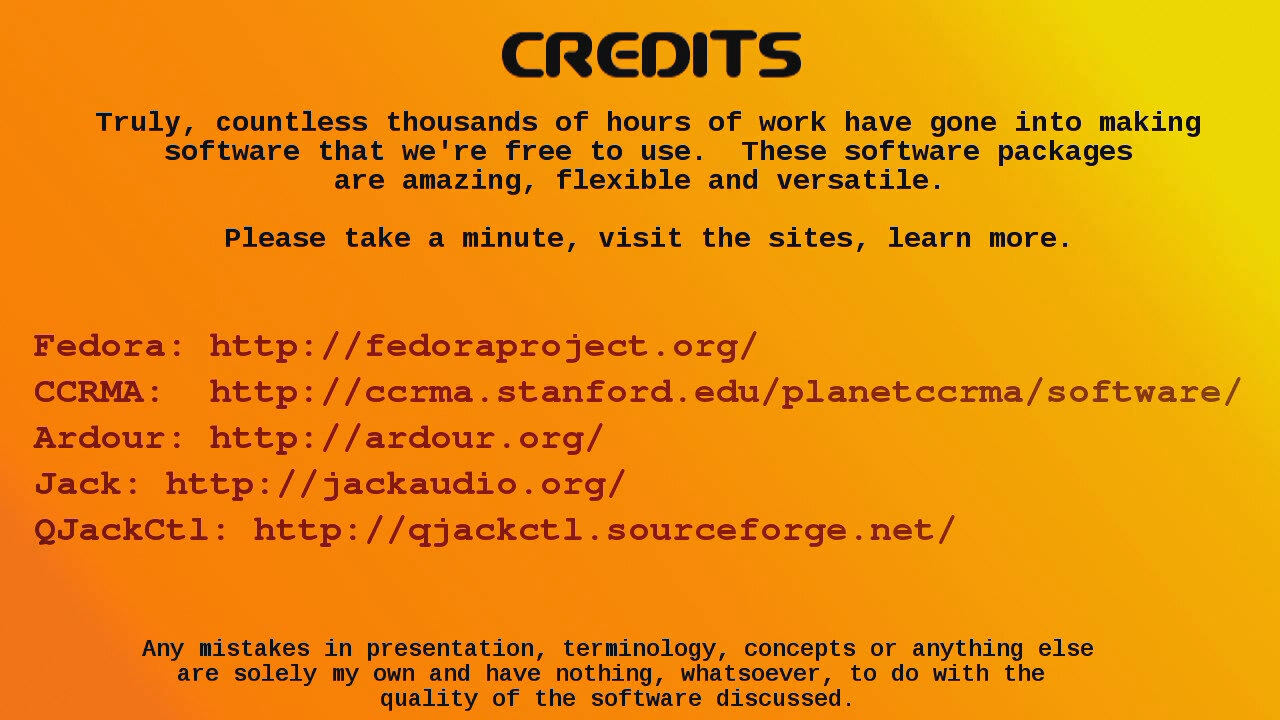 CREDITS
Truly, countless thousands of hours of work have gone into making
software that we're free to use.  These software packages
are amazing, flexible and versatile.
Please take a minute, visit the sites, learn more.
Fedora: http://fedoraproject.org/
CCRMA:  http://ccrma.stanford.edu/planetccrma/software/
Ardour: http://ardour.org/
Jack: http://jackaudio.org/
QJackCtl: http://qjackctl.sourceforge.net/
Any mistakes in presentation, terminology, concepts or anything else
are solely my own and have nothing, whatsoever, to do with the
quality of the software discussed.